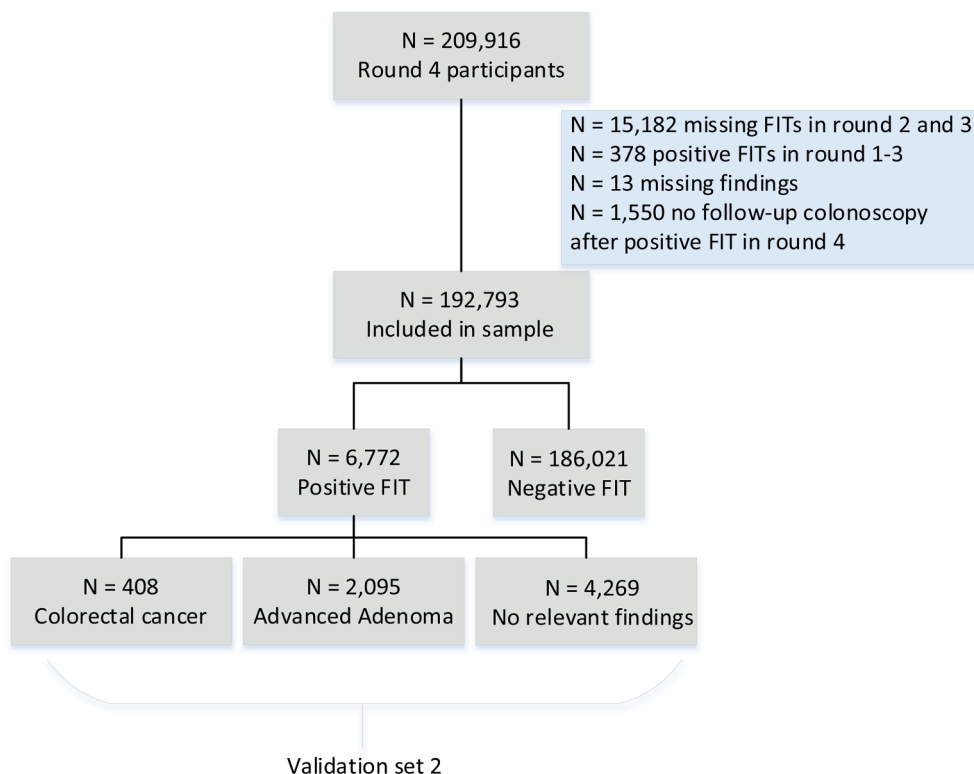 N = 209,916
Round 4 participants
N = 15,182 missing FITs in round 2 and 3
N = 378 positive FITs in round 1-3
N = 13 missing findings
N = 1,550 no follow-up colonoscopy
after positive FIT in round 4
N = 192,793
Included in sample
N = 6,772
Positive FIT
N = 186,021
Negative FIT
N = 408
Colorectal cancer
N = 2,095
Advanced Adenoma
N = 4,269
No relevant findings
Validation set 2